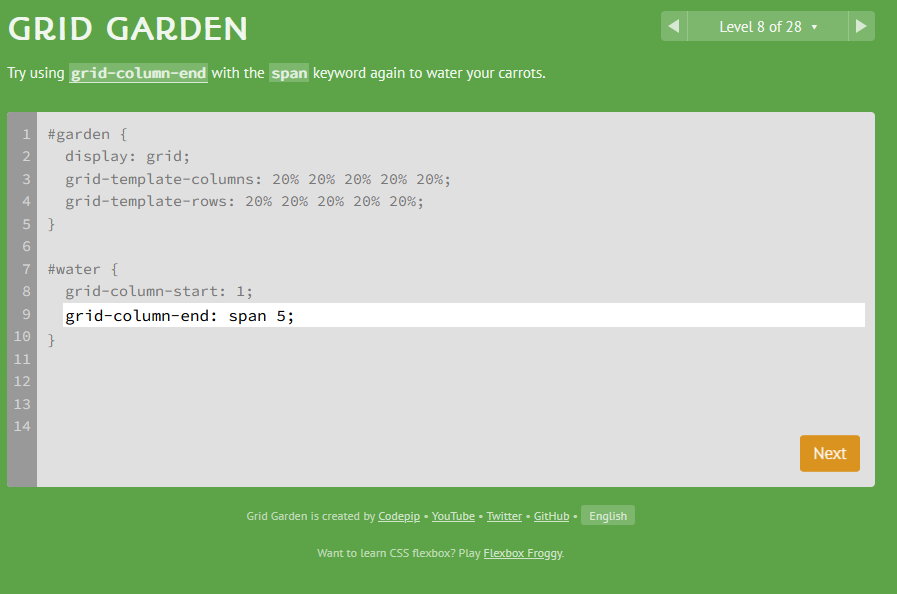 GRID GARDEN
Level 8 of 28
Try using grid-column-end with the span keyword again to water your carrots.
1 #garden {
2 display: grid;
3 grid-template-columns: 20% 20% 20% 20% 20%;
4 grid-template-rows: 20% 20% 20% 20% 20%;
5 }
6
7 #water {
8 grid-column-start: 1;
9 grid-column-end: span 5;
10 }
11
12
13
14
Next
Grid Garden is created by Codepip • YouTube • Twitter • GitHub • English
Want to learn CSS flexbox? Play Flexbox Froggy.